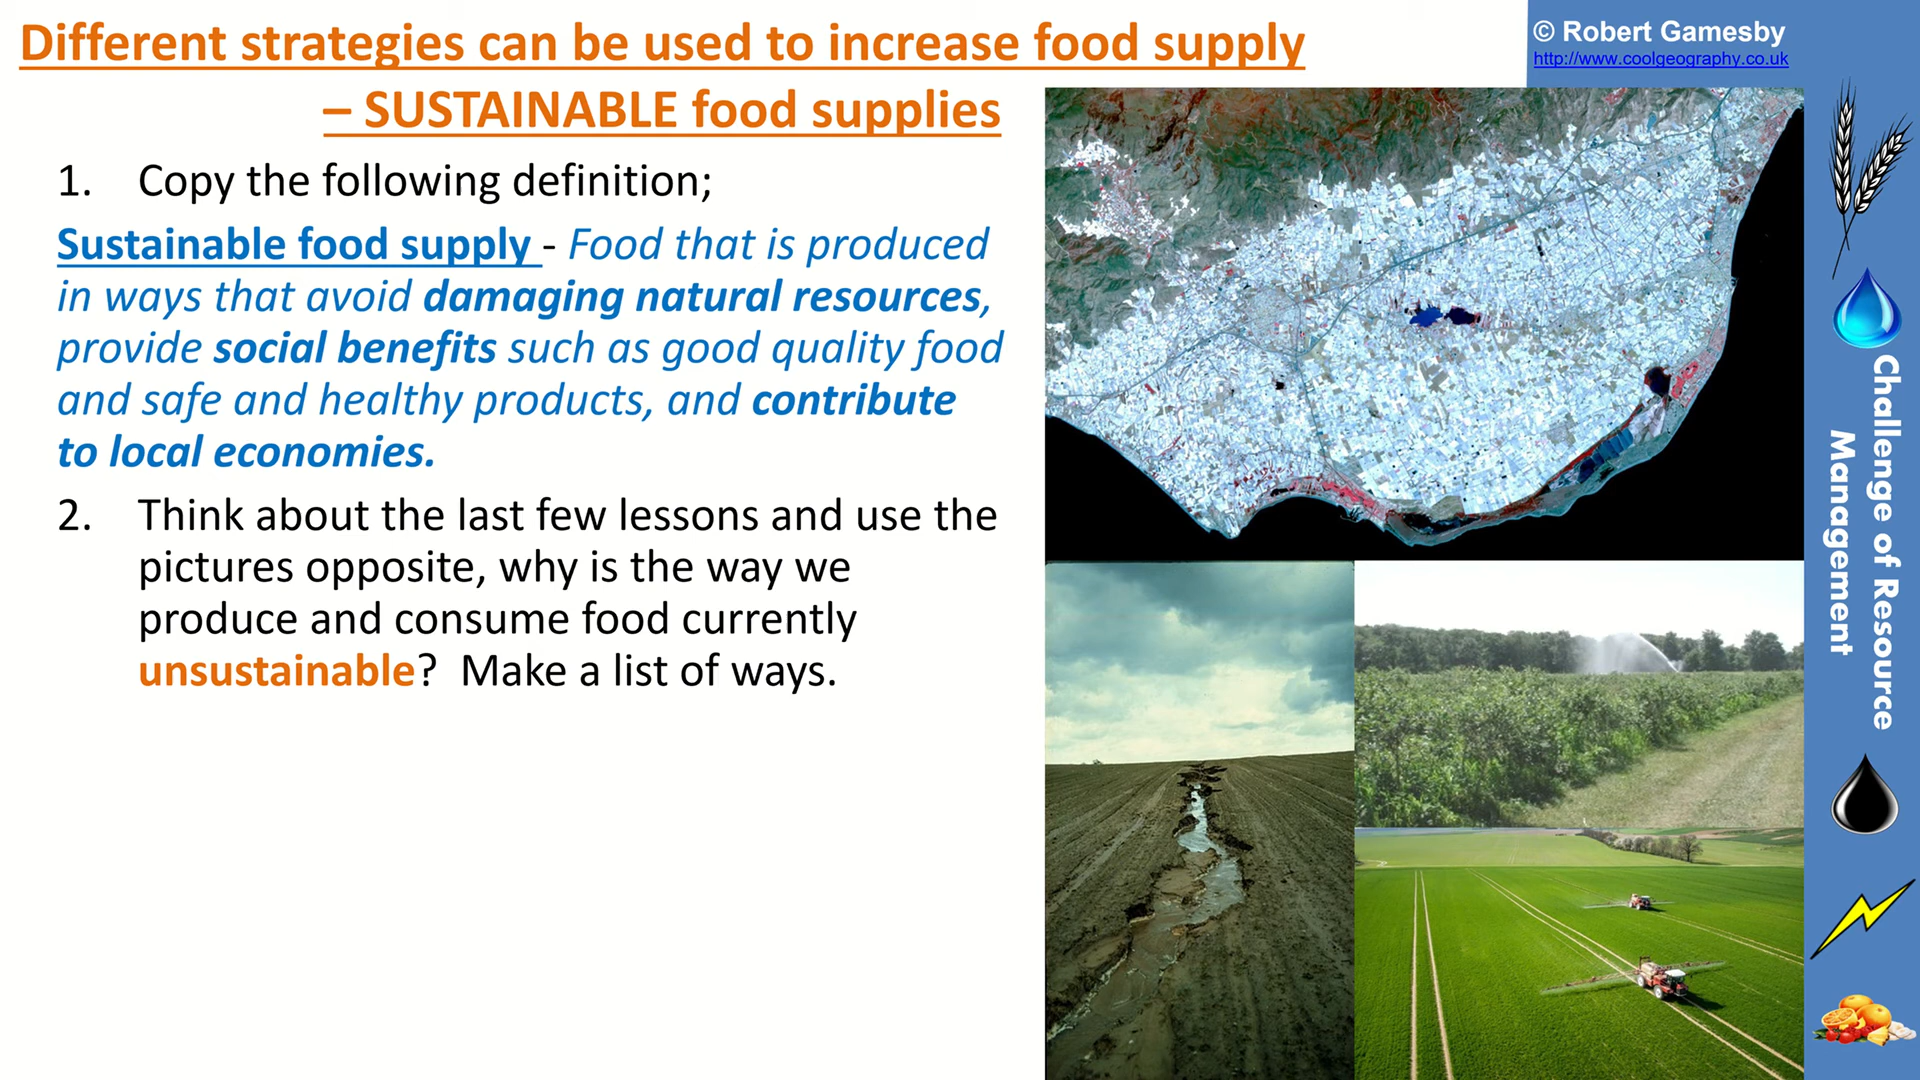 Different strategies can be used to increase food supply
– SUSTAINABLE food supplies
© Robert Gamesby
http://www.coolgeography.co.uk
1. Copy the following definition;
Sustainable food supply - Food that is produced
in ways that avoid damaging natural resources,
provide social benefits such as good quality food
and safe and healthy products, and contribute
to local economies.
2. Think about the last few lessons and use the
pictures opposite, why is the way we
produce and consume food currently
unsustainable? Make a list of ways.
Challenge of Resource
Management